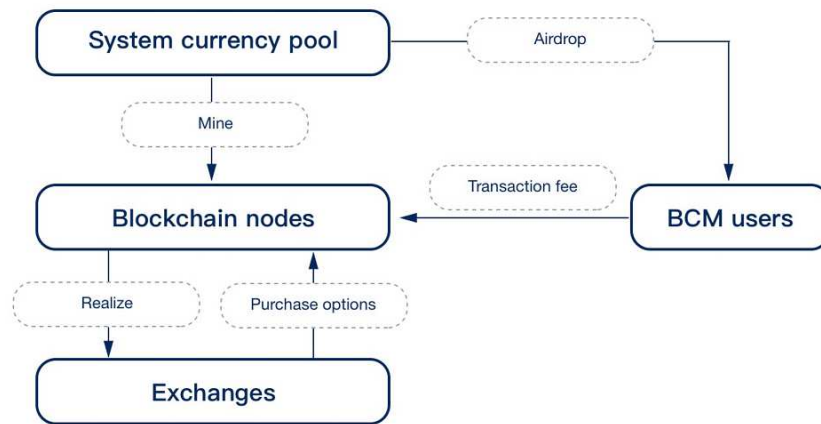 System currency pool
Airdrop
Mine
Transaction fee
Blockchain nodes
BCM users
Realize
Purchase options
Exchanges